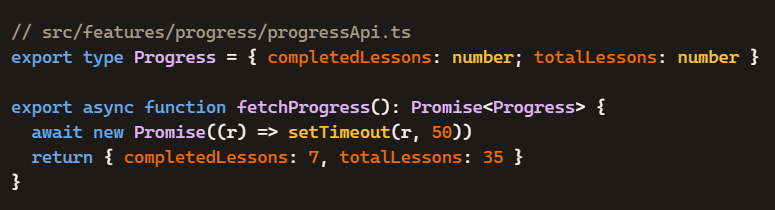 // src/features/progress/progressApi.ts
export type Progress = { completedLessons: number; totalLessons: number }

export async function fetchProgress(): Promise<Progress> {
  await new Promise((r) => setTimeout(r, 50))
  return { completedLessons: 7, totalLessons: 35 }
}